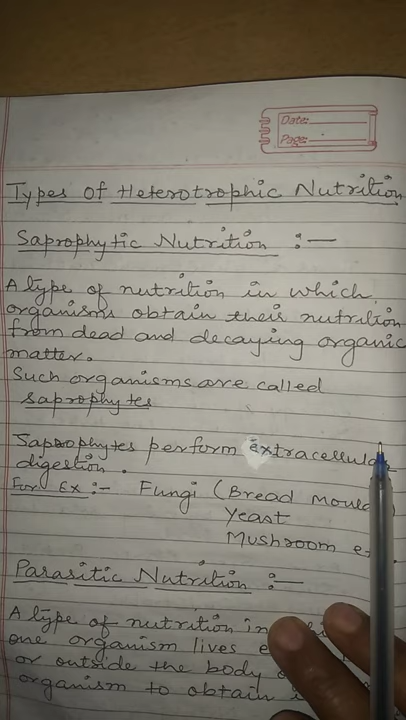 Date:
Page:
Types of Heterotrophic Nutrition
Saprophytic Nutrition :-
A type of nutrition in which
organisms obtain their nutrition
from dead and decaying organic
matter.
Such organisms are called
saprophytes
Saprophytes perform extracellular
digestion.
For Ex :- Fungi (Bread mould)
Yeast
Mushroom
Parasitic Nutrition :-
A type of nutrition in
one organism lives
or outside the body
organism to obtain